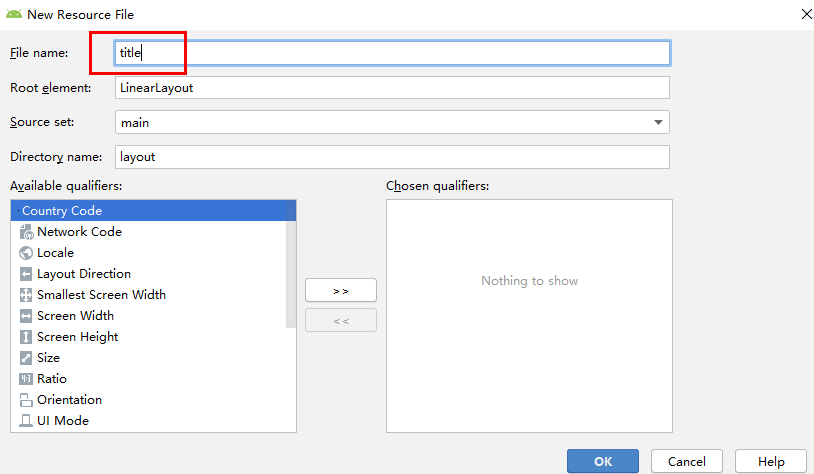 New Resource File
File name: title
Root element: LinearLayout
Source set: main
Directory name: layout
Available qualifiers:
Chosen qualifiers:
Country Code
Network Code
Locale
Layout Direction
Smallest Screen Width
Screen Width
Screen Height
Size
Ratio
Orientation
UI Mode
>>
<<
Nothing to show
OK
Cancel
Help